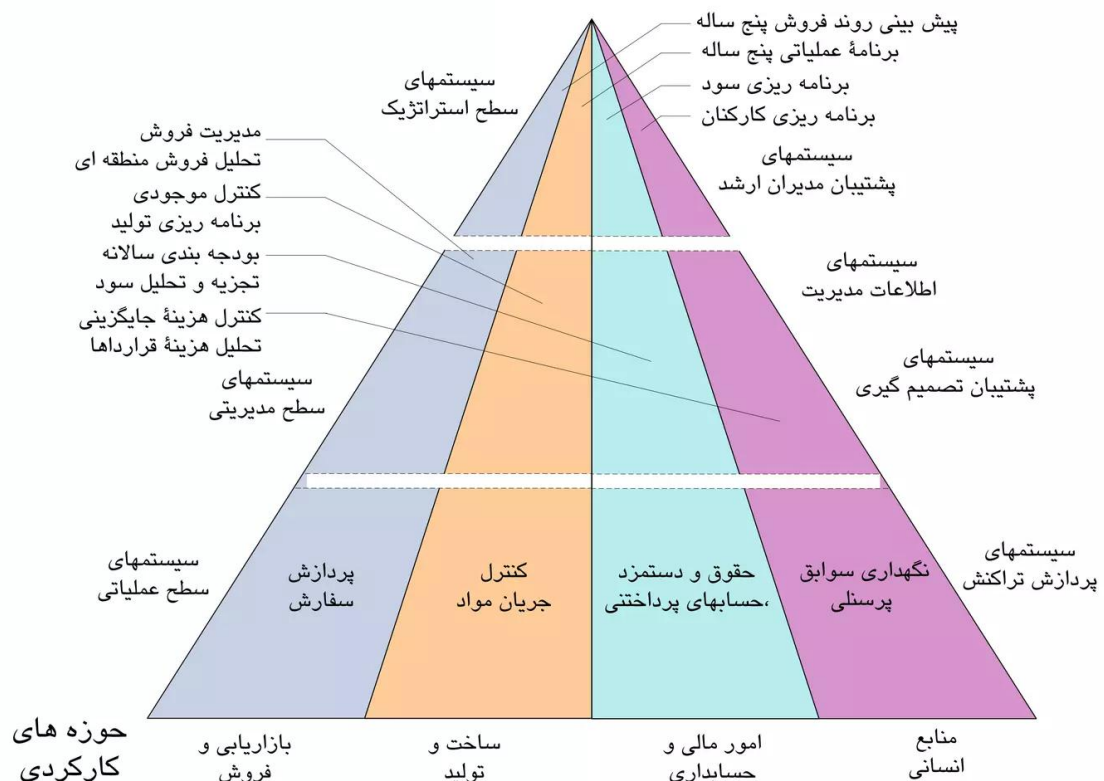 پیش بینی روند فروش پنج ساله
برنامهٔ عملیاتی پنج ساله
برنامه ریزی سود
برنامه ریزی کارکنان
سیستمهای
سطح استراتژیک
سیستمهای
پشتیبان مدیران ارشد
مدیریت فروش
تحلیل فروش منطقه ای
کنترل موجودی
برنامه ریزی تولید
بودجه بندی سالانه
تجزیه و تحلیل سود
کنترل هزینهٔ جایگزینی
تحلیل هزینهٔ قرارداها
سیستمهای
اطلاعات مدیریت
سیستمهای
پشتیبان تصمیم گیری
سیستمهای
سطح مدیریتی
سیستمهای
پردازش تراکنش
نگهداری سوابق
پرسنلی
حقوق و دستمزد
،حسابهای پرداختنی
کنترل
جریان مواد
پردازش
سفارش
سیستمهای
سطح عملیاتی
منابع
انسانی
امور مالی و
حسابداری
ساخت و
تولید
بازاریابی و
فروش
حوزه های
کارکردی